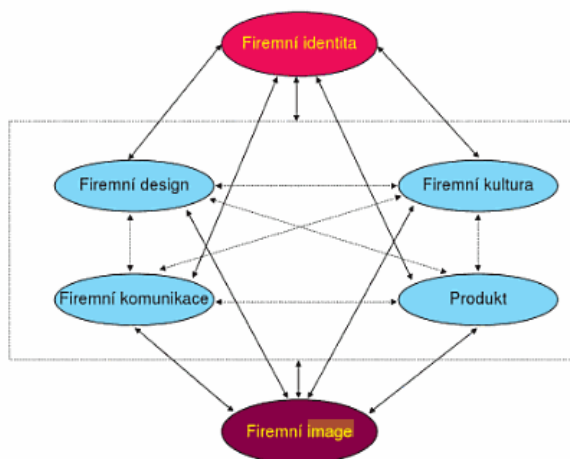 Firemní identita
Firemní design
Firemní kultura
Firemní komunikace
Produkt
Firemní image